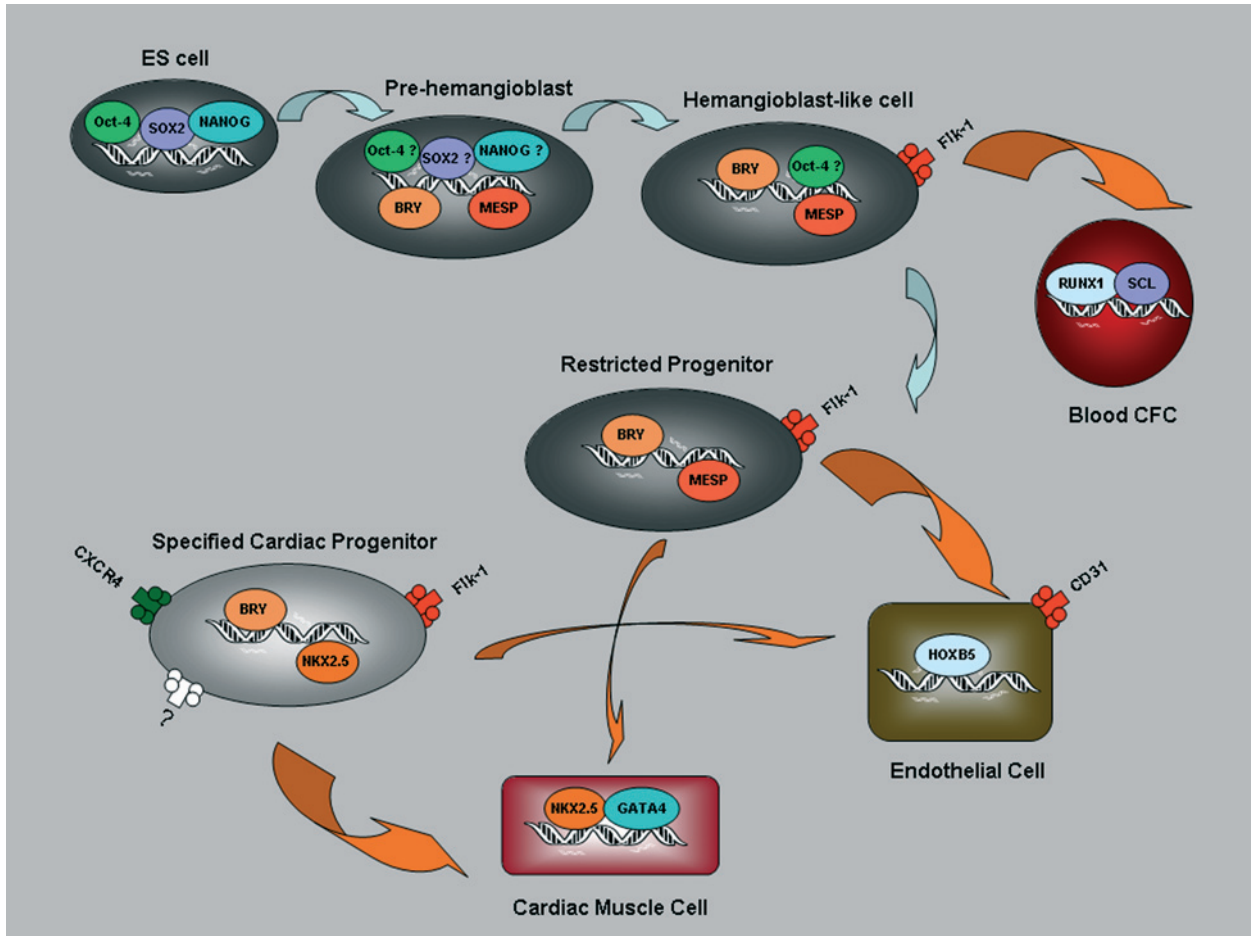 ES cell
Oct-4 SOX2 NANOG
Pre-hemangioblast
Oct-4 ? SOX2 ? NANOG ?
BRY MESP
Hemangioblast-like cell
Flk-1
BRY Oct-4 ?
MESP
RUNX1 SCL
Blood CFC
Restricted Progenitor
Flk-1
BRY
MESP
Specified Cardiac Progenitor
CXCR4
Flk-1
BRY
NKX2.5
?
CD31
HOXB5
Endothelial Cell
NKX2.5 GATA4
Cardiac Muscle Cell